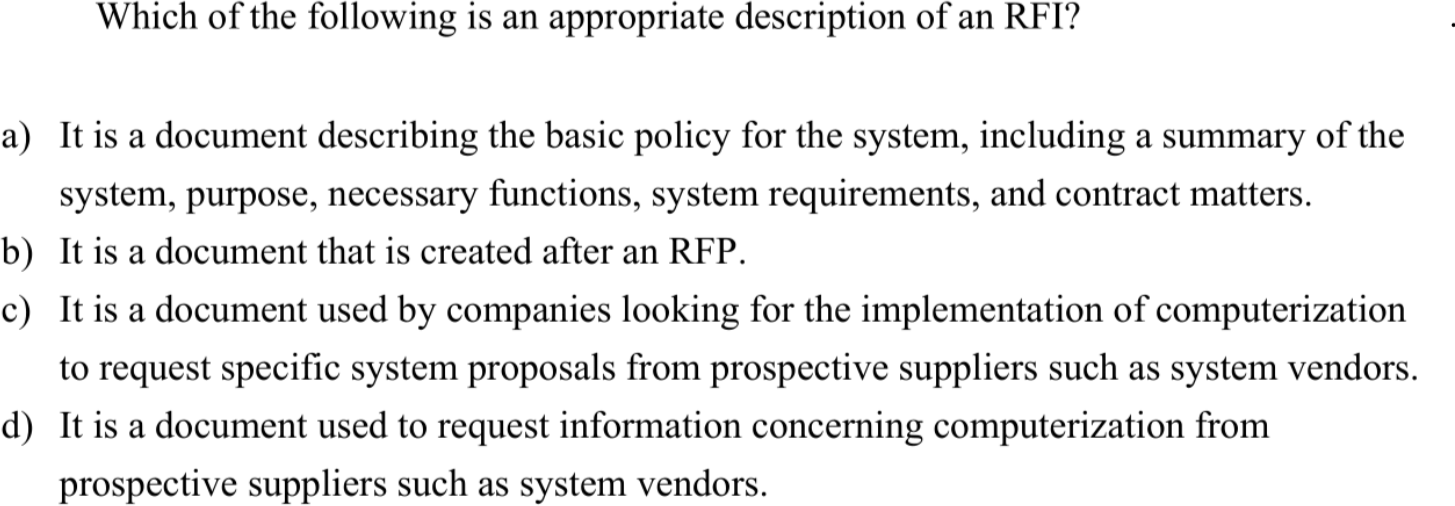 Which of the following is an appropriate description of an RFI?
a) It is a document describing the basic policy for the system, including a summary of the
system, purpose, necessary functions, system requirements, and contract matters.
b) It is a document that is created after an RFP.
c) It is a document used by companies looking for the implementation of computerization
to request specific system proposals from prospective suppliers such as system vendors.
d) It is a document used to request information concerning computerization from
prospective suppliers such as system vendors.